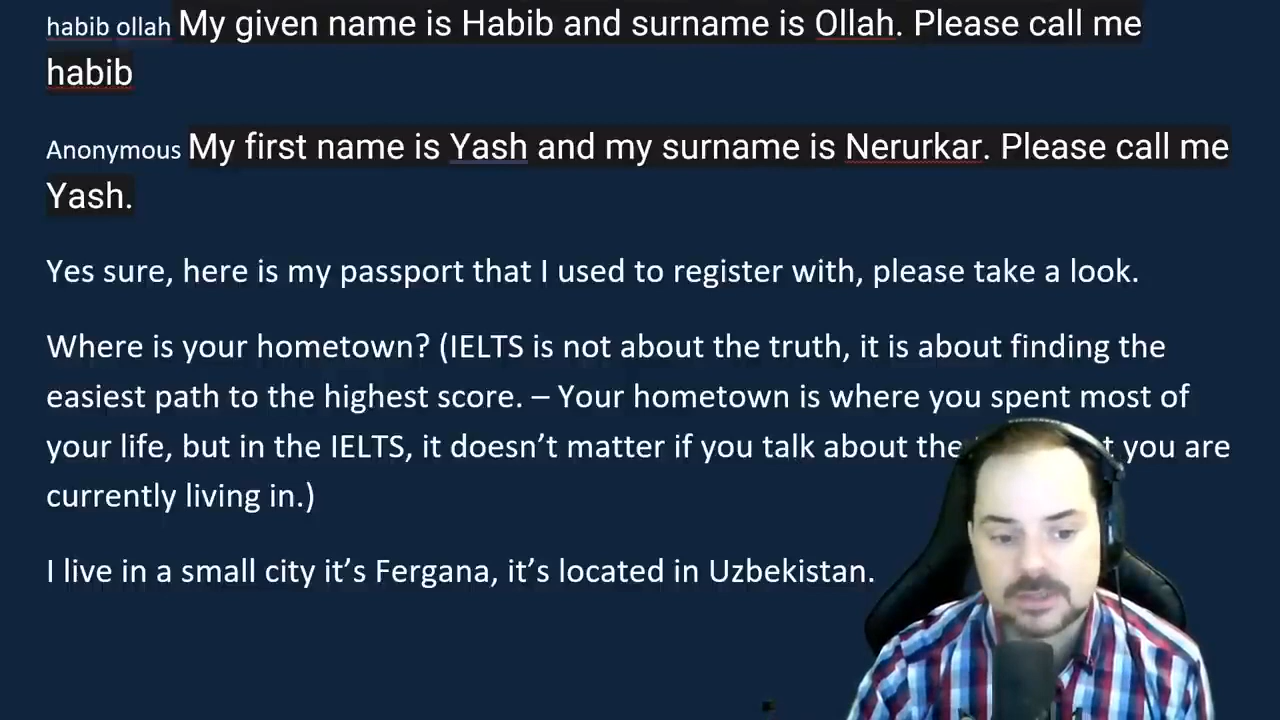 habib ollah My given name is Habib and surname is Ollah. Please call me
habib
Anonymous My first name is Yash and my surname is Nerurkar. Please call me
Yash.
Yes sure, here is my passport that I used to register with, please take a look.
Where is your hometown? (IELTS is not about the truth, it is about finding the
easiest path to the highest score. – Your hometown is where you spent most of
your life, but in the IELTS, it doesn’t matter if you talk about the you are
currently living in.)
I live in a small city it’s Fergana, it’s located in Uzbekistan.